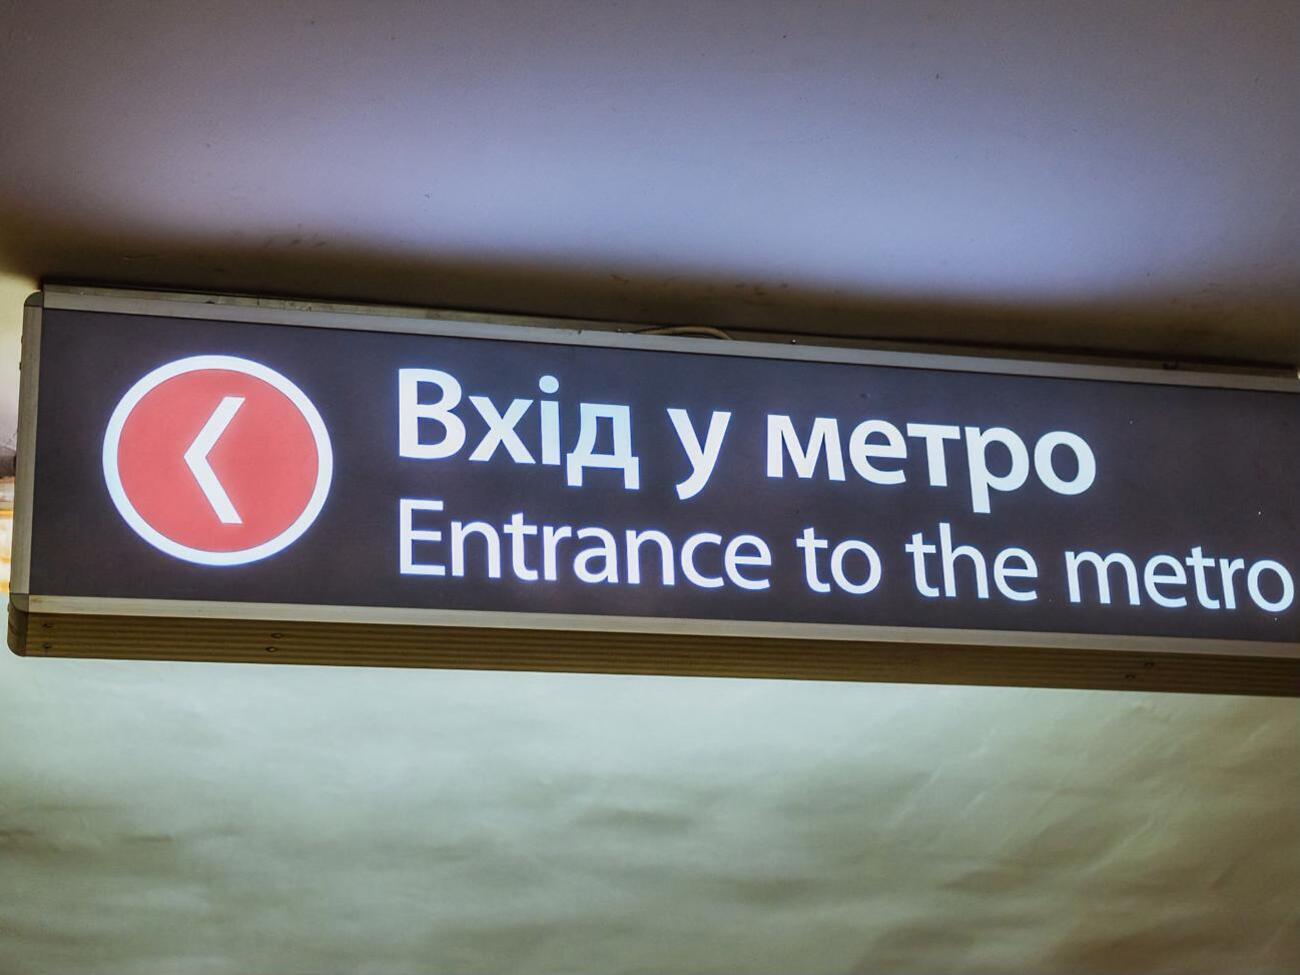 Вхід у метро
Entrance to the metro